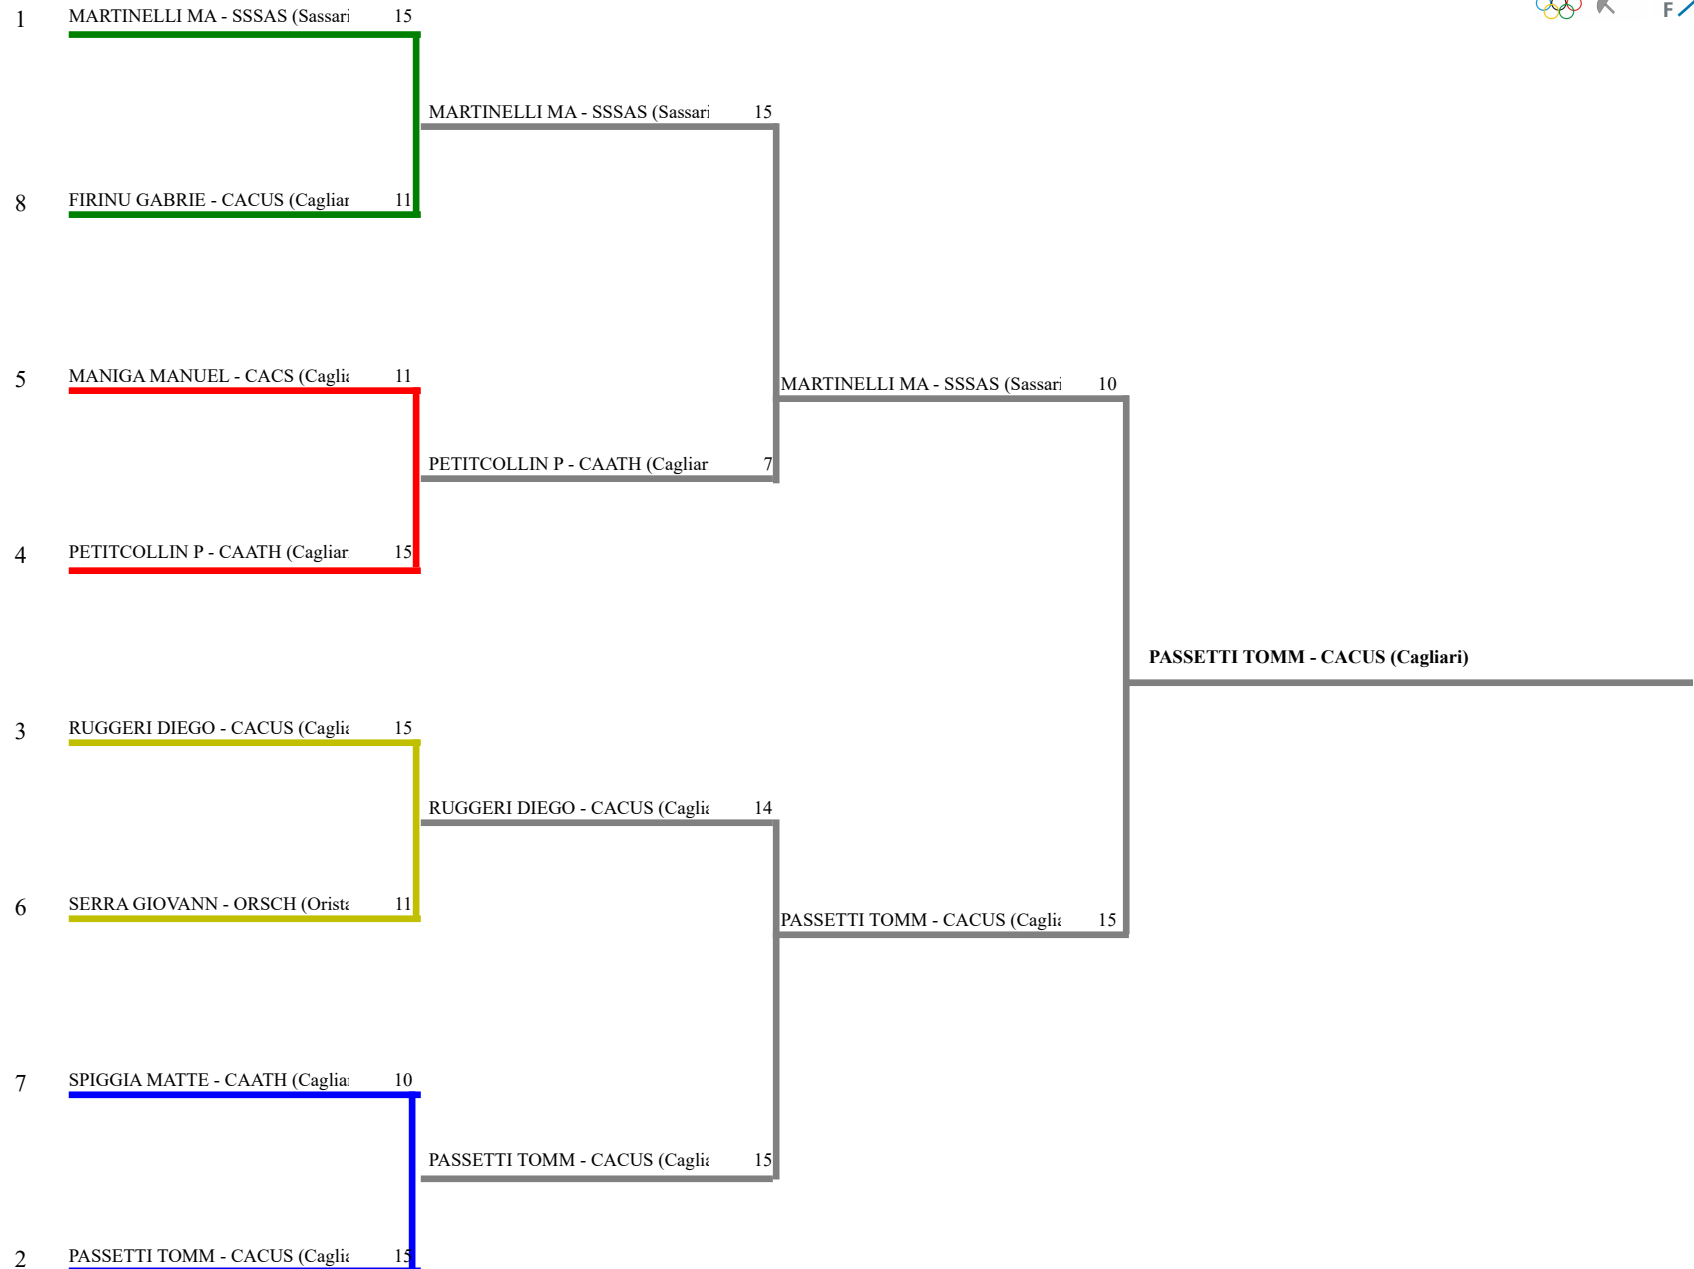 1 MARTINELLI MA - SSSAS (Sassari 15
F
MARTINELLI MA - SSSAS (Sassari 15
8 FIRINU GABRIE - CACUS (Cagliar 11
5 MANIGA MANUEL - CACS (Caglia 11
MARTINELLI MA - SSSAS (Sassari 10
PETITCOLLIN P - CAATH (Cagliar 7
4 PETITCOLLIN P - CAATH (Cagliar 15
PASSETTI TOMM - CACUS (Cagliari)
3 RUGGERI DIEGO - CACUS (Caglia 15
RUGGERI DIEGO - CACUS (Caglia 14
6 SERRA GIOVANN - ORSCH (Orista 11
PASSETTI TOMM - CACUS (Caglia 15
7 SPIGGIA MATTE - CAATH (Cagliar 10
PASSETTI TOMM - CACUS (Caglia 15
2 PASSETTI TOMM - CACUS (Caglia 15